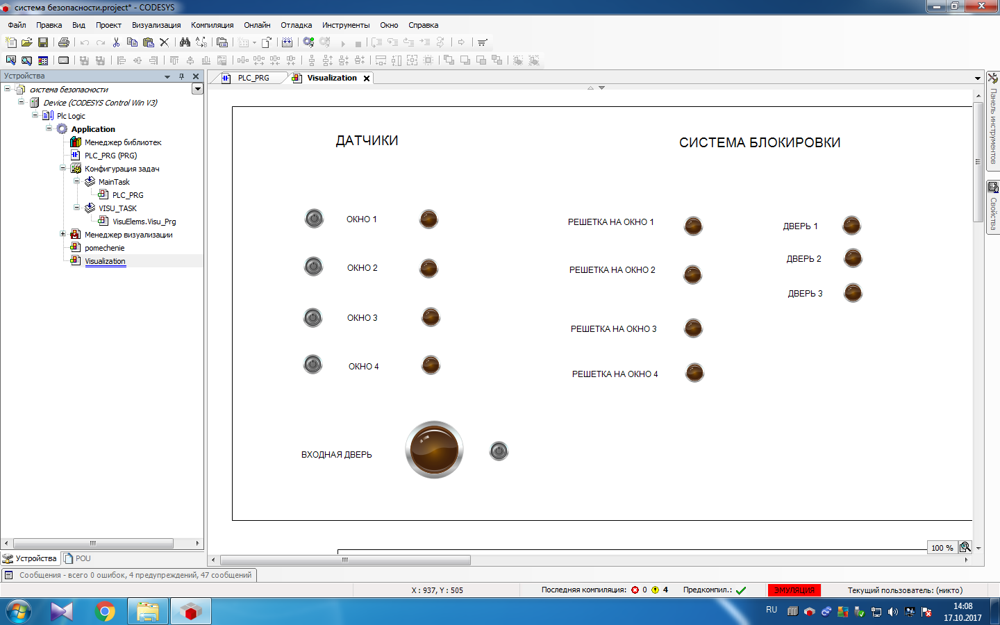 система безопасности.project* - CODESYS
Файл Правка Вид Проект Визуализация Компиляция Онлайн Отладка Инструменты Окно Справка
Устройства
система безопасности
Device (CODESYS Control Win V3)
Plc Logic
Application
Менеджер библиотек
PLC_PRG (PRG)
Конфигурация задач
MainTask
PLC_PRG
VISU_TASK
VisuElems.Visu_Prg
Менеджер визуализации
pomechenie
Visualization
Устройства POU
PLC_PRG Visualization
ДАТЧИКИ
СИСТЕМА БЛОКИРОВКИ
ОКНО 1
ОКНО 2
ОКНО 3
ОКНО 4
ВХОДНАЯ ДВЕРЬ
РЕШЕТКА НА ОКНО 1
РЕШЕТКА НА ОКНО 2
РЕШЕТКА НА ОКНО 3
РЕШЕТКА НА ОКНО 4
ДВЕРЬ 1
ДВЕРЬ 2
ДВЕРЬ 3
100 %
Панель инструментов
Свойства
Сообщения - всего 0 ошибок, 4 предупреждений, 47 сообщений
X : 937, Y : 505
Последняя компиляция: 0 4
Предкомпил.:
ЭМУЛЯЦИЯ
Текущий пользователь: (никто)
RU
14:08
17.10.2017